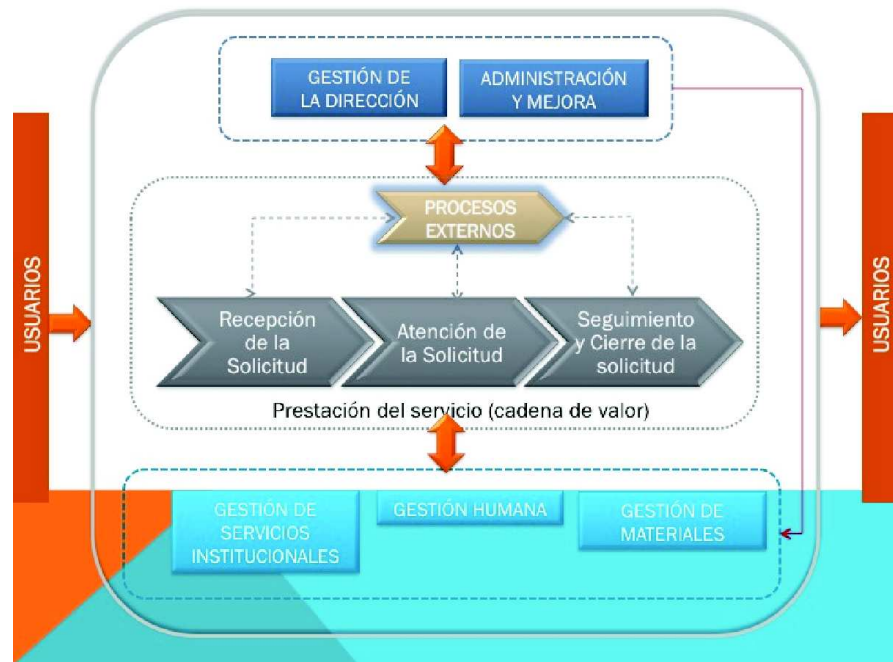 GESTIÓN DE
LA DIRECCIÓN
ADMINISTRACIÓN
Y MEJORA
USUARIOS
PROCESOS
EXTERNOS
Recepción
de la
Solicitud
Atención de
la Solicitud
Seguimiento
y Cierre de la
solicitud
Prestación del servicio (cadena de valor)
USUARIOS
GESTIÓN DE
SERVICIOS
INSTITUCIONALES
GESTIÓN HUMANA
GESTIÓN DE
MATERIALES